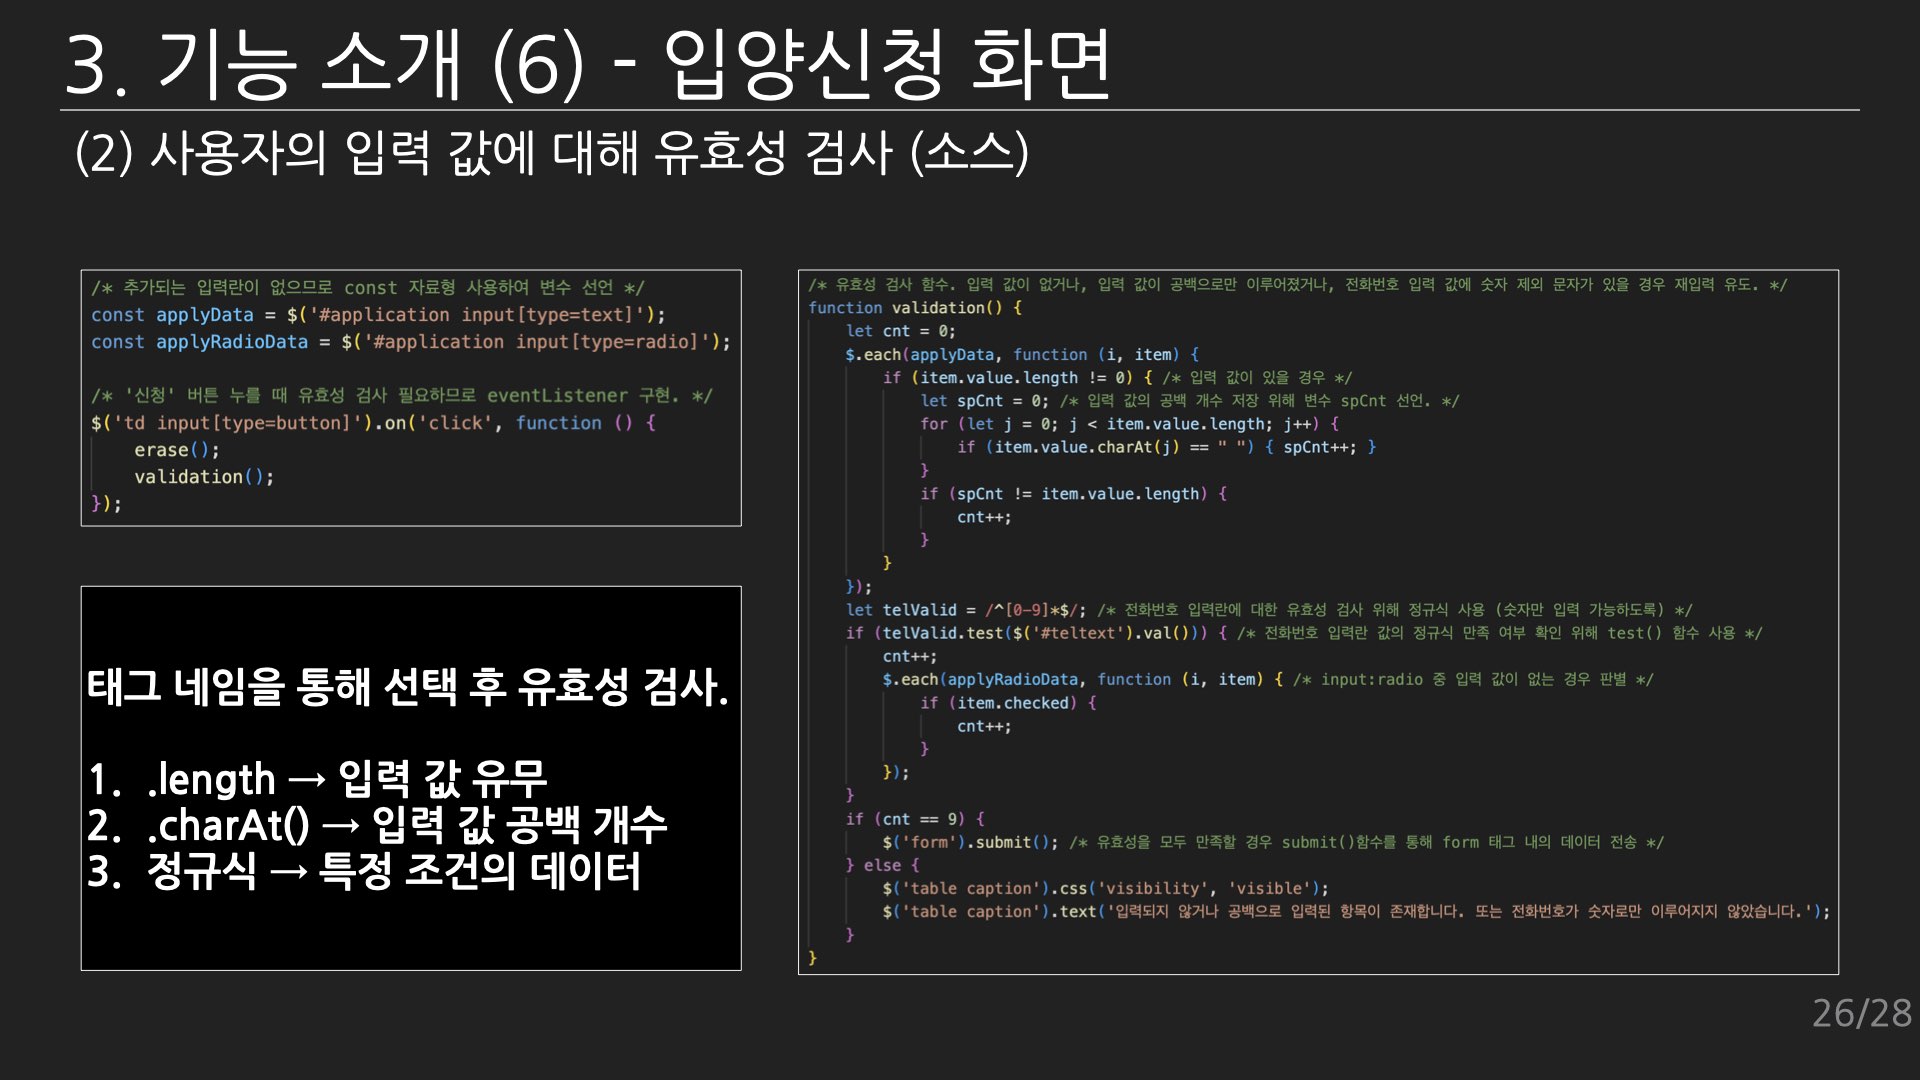 3. 기능 소개 (6) - 입양신청 화면
(2) 사용자의 입력 값에 대해 유효성 검사 (소스)
/* 추가되는 입력란이 없으므로 const 자료형 사용하여 변수 선언 */
const applyData = $('#application input[type=text]');
const applyRadioData = $('#application input[type=radio]');
/* '신청' 버튼 누를 때 유효성 검사 필요하므로 eventListener 구현. */
$('td input[type=button]').on('click', function () {
erase();
validation();
});
태그 네임을 통해 선택 후 유효성 검사.
1. .length → 입력 값 유무
2. .charAt() → 입력 값 공백 개수
3. 정규식 → 특정 조건의 데이터
/* 유효성 검사 함수. 입력 값이 없거나, 입력 값이 공백으로만 이루어졌거나, 전화번호 입력 값에 숫자 제외 문자가 있을 경우 재입력 유도. */
function validation() {
let cnt = 0;
$.each(applyData, function (i, item) {
if (item.value.length != 0) { /* 입력 값이 있을 경우 */
let spCnt = 0; /* 입력 값의 공백 개수 저장 위해 변수 spCnt 선언. */
for (let j = 0; j < item.value.length; j++) {
if (item.value.charAt(j) == " ") { spCnt++; }
}
if (spCnt != item.value.length) {
cnt++;
}
}
});
let telValid = /^[0-9]*$/; /* 전화번호 입력란에 대한 유효성 검사 위해 정규식 사용 (숫자만 입력 가능하도록) */
if (telValid.test($('#teltext').val())) { /* 전화번호 입력란 값의 정규식 만족 여부 확인 위해 test() 함수 사용 */
cnt++;
$.each(applyRadioData, function (i, item) { /* input:radio 중 입력 값이 없는 경우 판별 */
if (item.checked) {
cnt++;
}
});
}
if (cnt == 9) {
$('form').submit(); /* 유효성을 모두 만족할 경우 submit()함수를 통해 form 태그 내의 데이터 전송 */
} else {
$('table caption').css('visibility', 'visible');
$('table caption').text('입력되지 않거나 공백으로 입력된 항목이 존재합니다. 또는 전화번호가 숫자로만 이루어지지 않았습니다.');
}
}
26/28